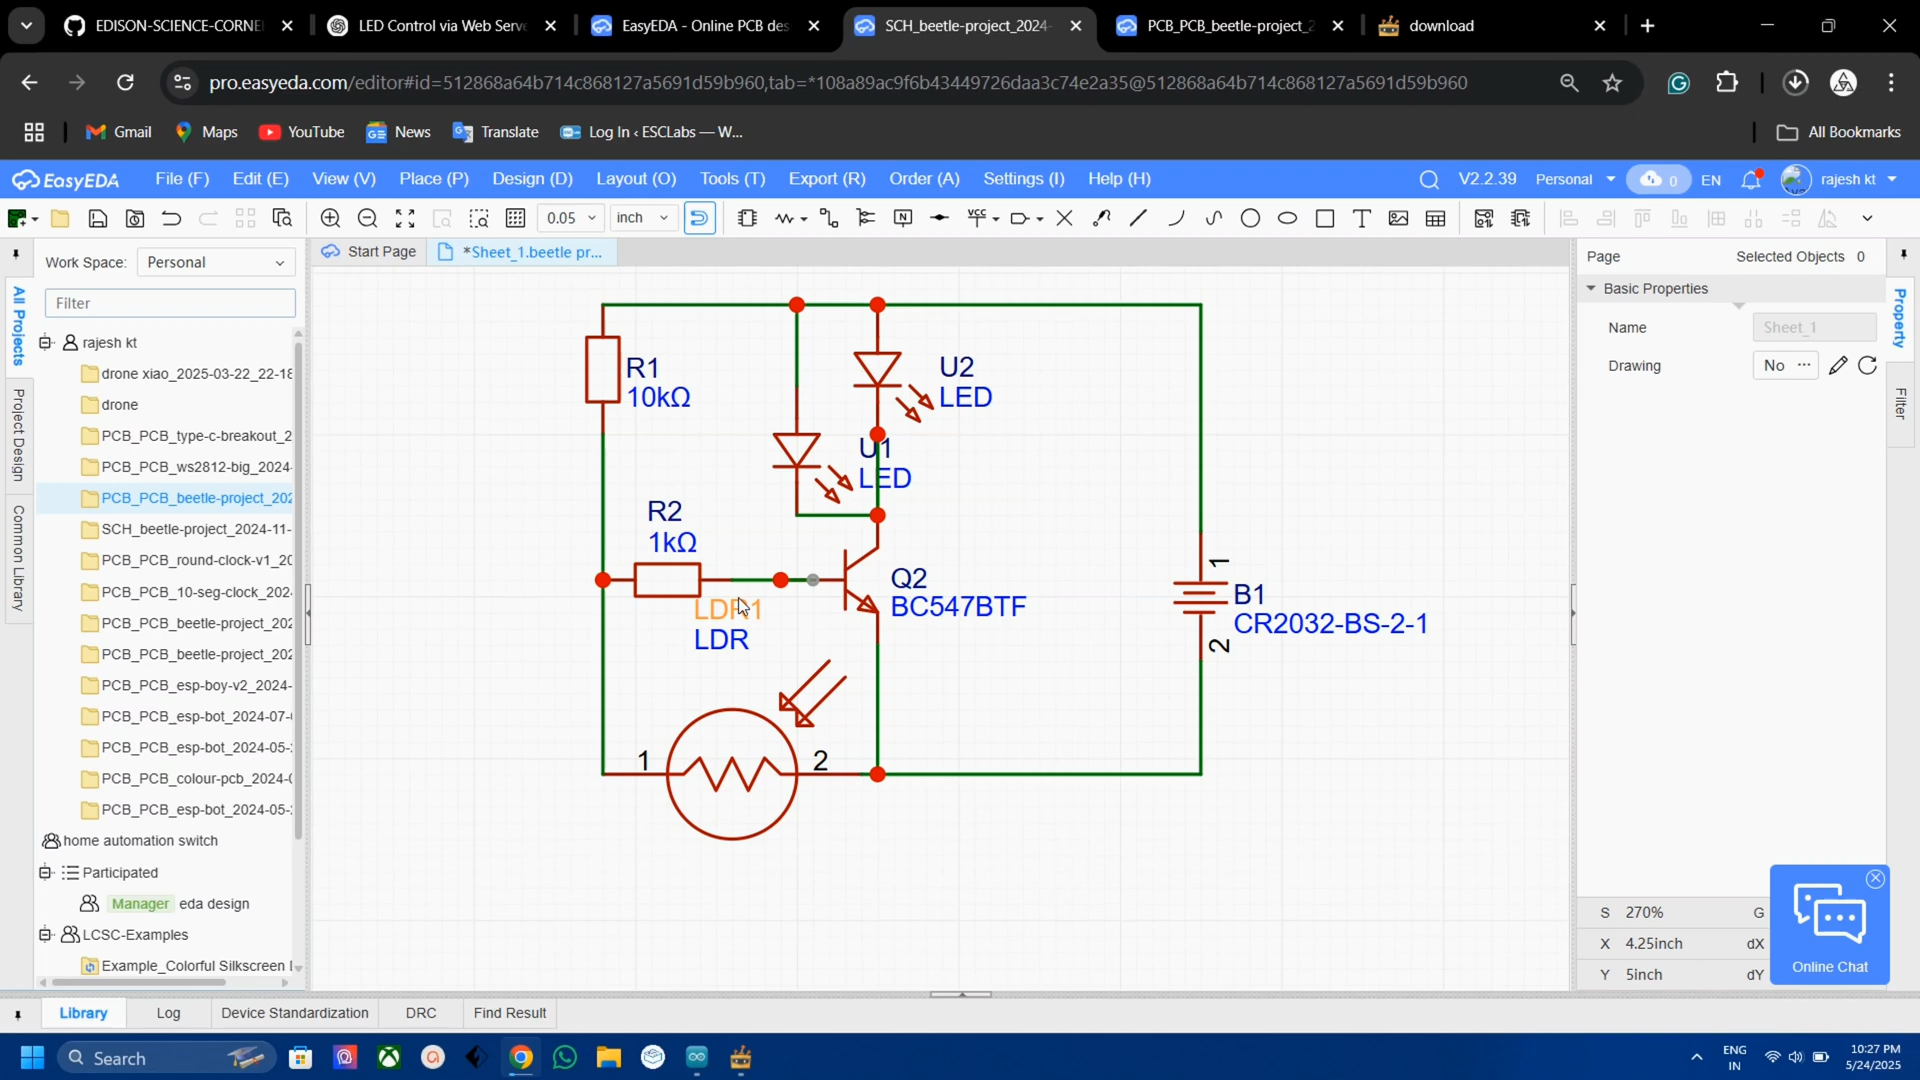 EDISON-SCIENCE-CORNE
LED Control via Web Serve
EasyEDA - Online PCB des
SCH_beetle-project_2024-
PCB_PCB_beetle-project_2
download
pro.easyeda.com/editor#id=512868a64b714c868127a5691d59b960,tab=*108a89ac9f6b43449726daa3c74e2a35@512868a64b714c868127a5691d59b960
Gmail
Maps
YouTube
News
Translate
Log In ‹ ESCLabs — W...
All Bookmarks
EasyEDA
File (F)
Edit (E)
View (V)
Place (P)
Design (D)
Layout (O)
Tools (T)
Export (R)
Order (A)
Settings (I)
Help (H)
V2.2.39
Personal
0
EN
rajesh kt
0.05
inch
VCC
Work Space:
Personal
Start Page
*Sheet_1.beetle pr...
Page
Selected Objects 0
Filter
Basic Properties
Name
Sheet_1
Drawing
No ...
All Projects
Project Design
Common Library
Property
Filter
rajesh kt
drone xiao_2025-03-22_22-18
drone
PCB_PCB_type-c-breakout_2
PCB_PCB_ws2812-big_2024-
PCB_PCB_beetle-project_202
SCH_beetle-project_2024-11-
PCB_PCB_round-clock-v1_20
PCB_PCB_10-seg-clock_202
PCB_PCB_beetle-project_202
PCB_PCB_beetle-project_202
PCB_PCB_esp-boy-v2_2024-
PCB_PCB_esp-bot_2024-07-
PCB_PCB_esp-bot_2024-05-
PCB_PCB_colour-pcb_2024-0
PCB_PCB_esp-bot_2024-05-
home automation switch
Participated
Manager eda design
LCSC-Examples
Example_Colorful Silkscreen
R1
10kΩ
U2
LED
U1
LED
R2
1kΩ
Q2
BC547BTF
LDR1
LDR
1
2
1
B1
CR2032-BS-2-1
2
S 270%
G
X 4.25inch
dX
Y 5inch
dY
Online Chat
Library
Log
Device Standardization
DRC
Find Result
Search
ENG
IN
10:27 PM
5/24/2025